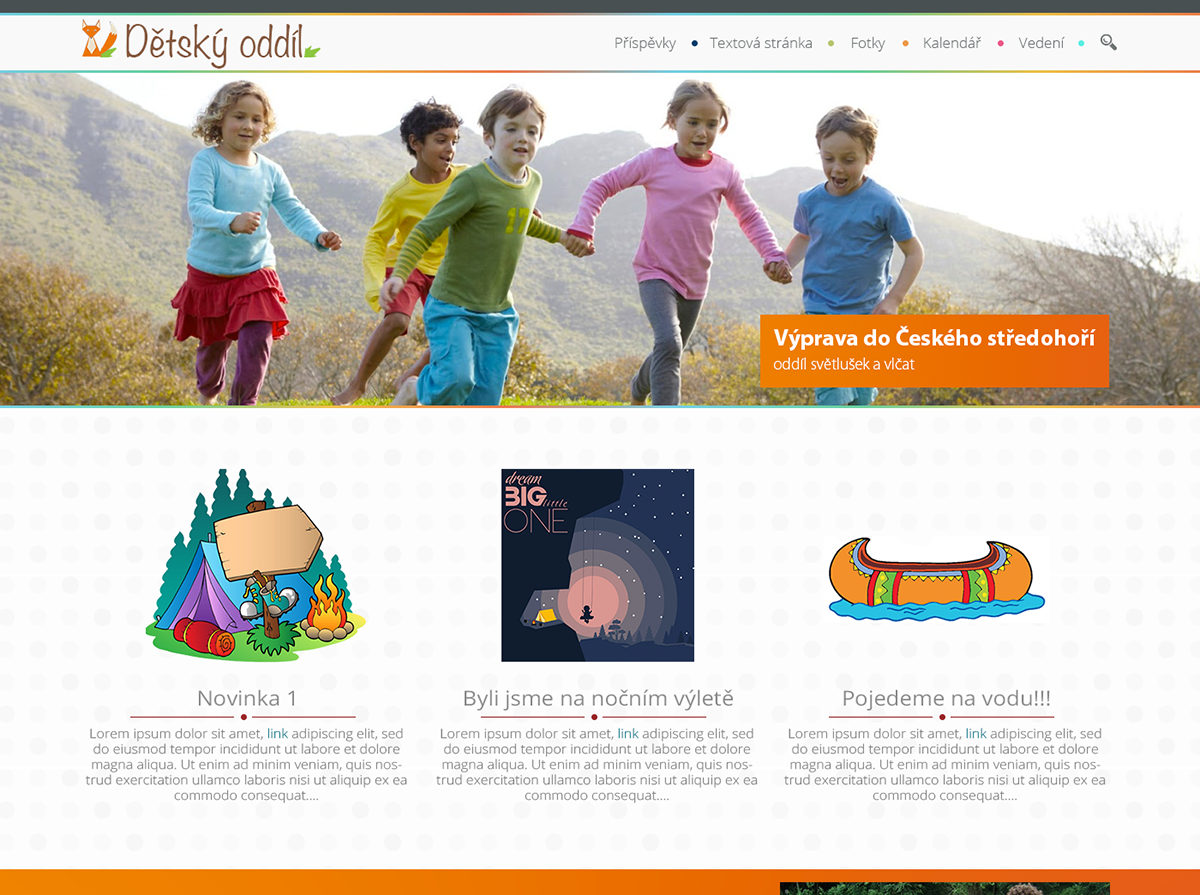 Dětský oddíl
Příspěvky
Textová stránka
Fotky
Kalendář
Vedení
17
Výprava do Českého středohoří
oddíl světlušek a vlčat
dream
BIG little
ONE
Novinka 1
Lorem ipsum dolor sit amet, link adipiscing elit, sed
do eiusmod tempor incididunt ut labore et dolore
magna aliqua. Ut enim ad minim veniam, quis nos-
trud exercitation ullamco laboris nisi ut aliquip ex ea
commodo consequat....
Byli jsme na nočním výletě
Lorem ipsum dolor sit amet, link adipiscing elit, sed
do eiusmod tempor incididunt ut labore et dolore
magna aliqua. Ut enim ad minim veniam, quis nos-
trud exercitation ullamco laboris nisi ut aliquip ex ea
commodo consequat....
Pojedeme na vodu!!!
Lorem ipsum dolor sit amet, link adipiscing elit, sed
do eiusmod tempor incididunt ut labore et dolore
magna aliqua. Ut enim ad minim veniam, quis nos-
trud exercitation ullamco laboris nisi ut aliquip ex ea
commodo consequat....